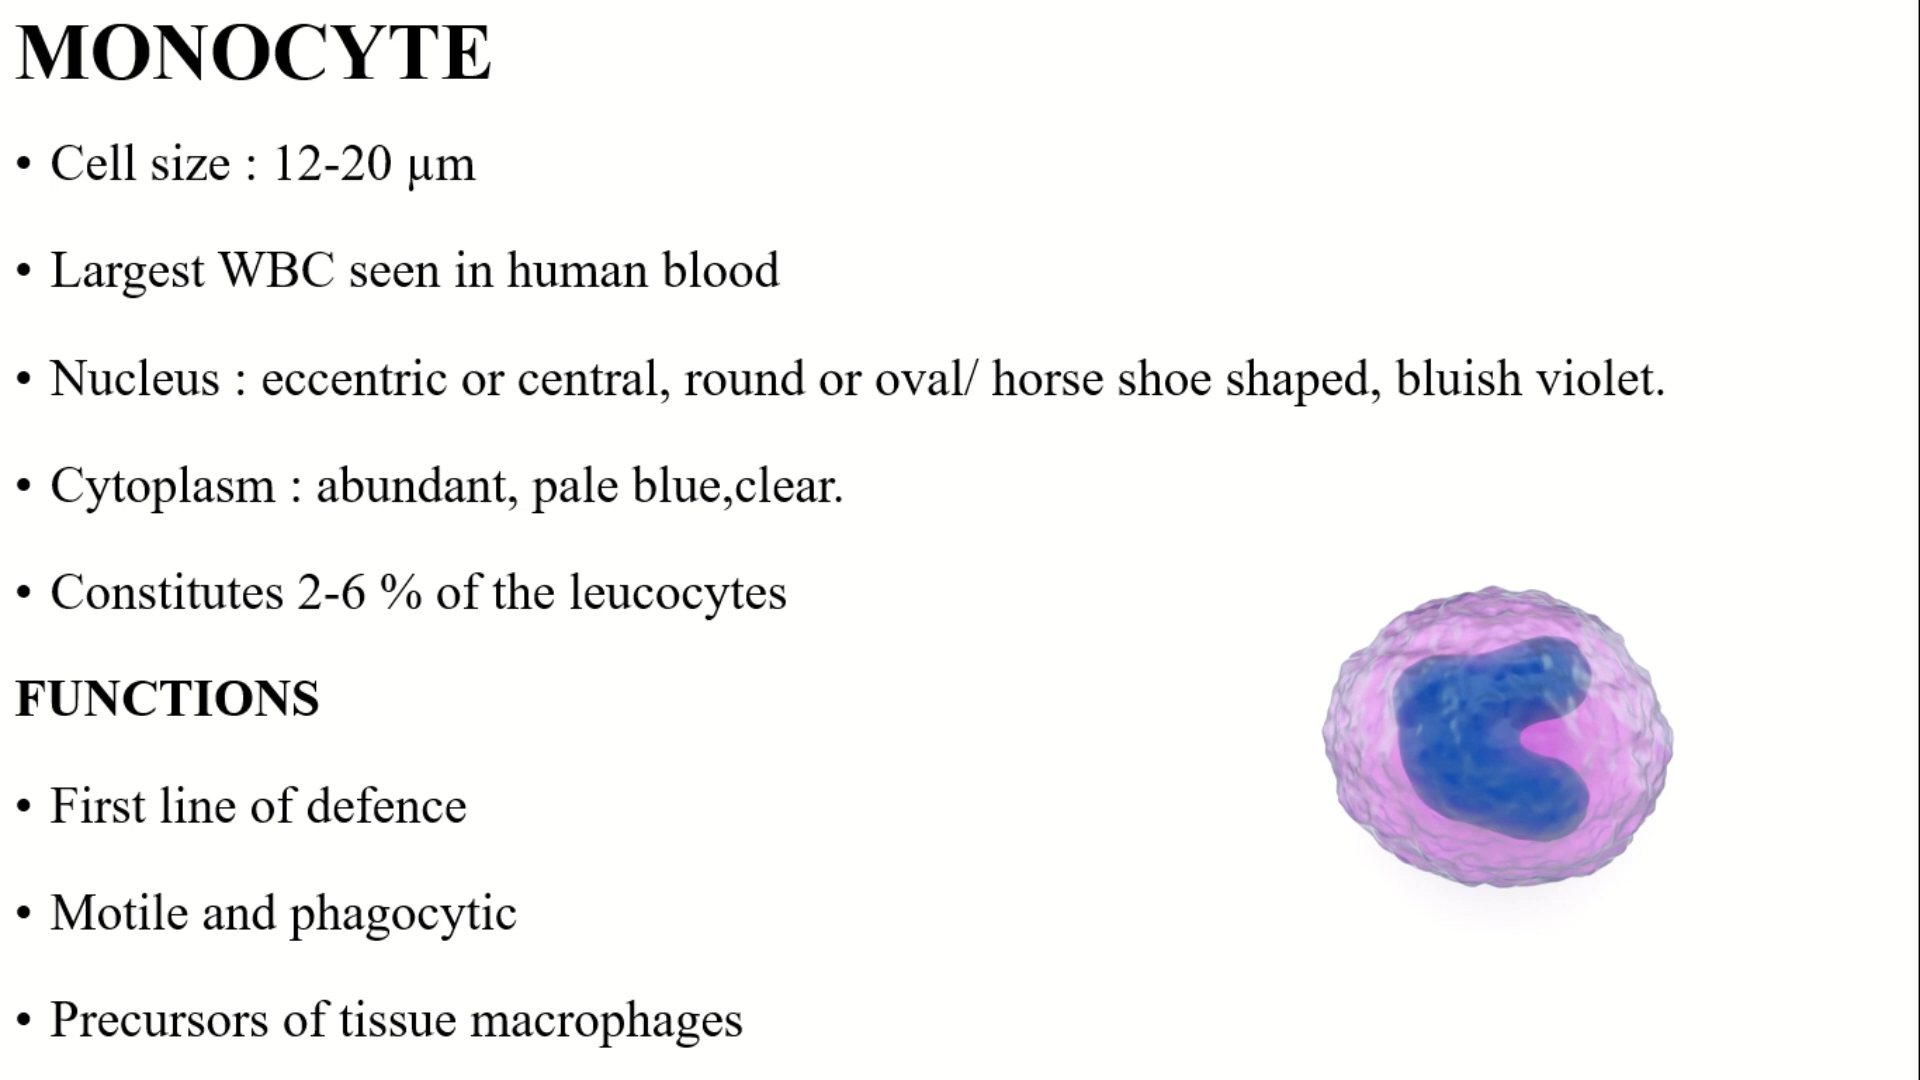 MONOCYTE
• Cell size : 12-20 µm
• Largest WBC seen in human blood
• Nucleus : eccentric or central, round or oval/ horse shoe shaped, bluish violet.
• Cytoplasm : abundant, pale blue,clear.
• Constitutes 2-6 % of the leucocytes
FUNCTIONS
• First line of defence
• Motile and phagocytic
• Precursors of tissue macrophages